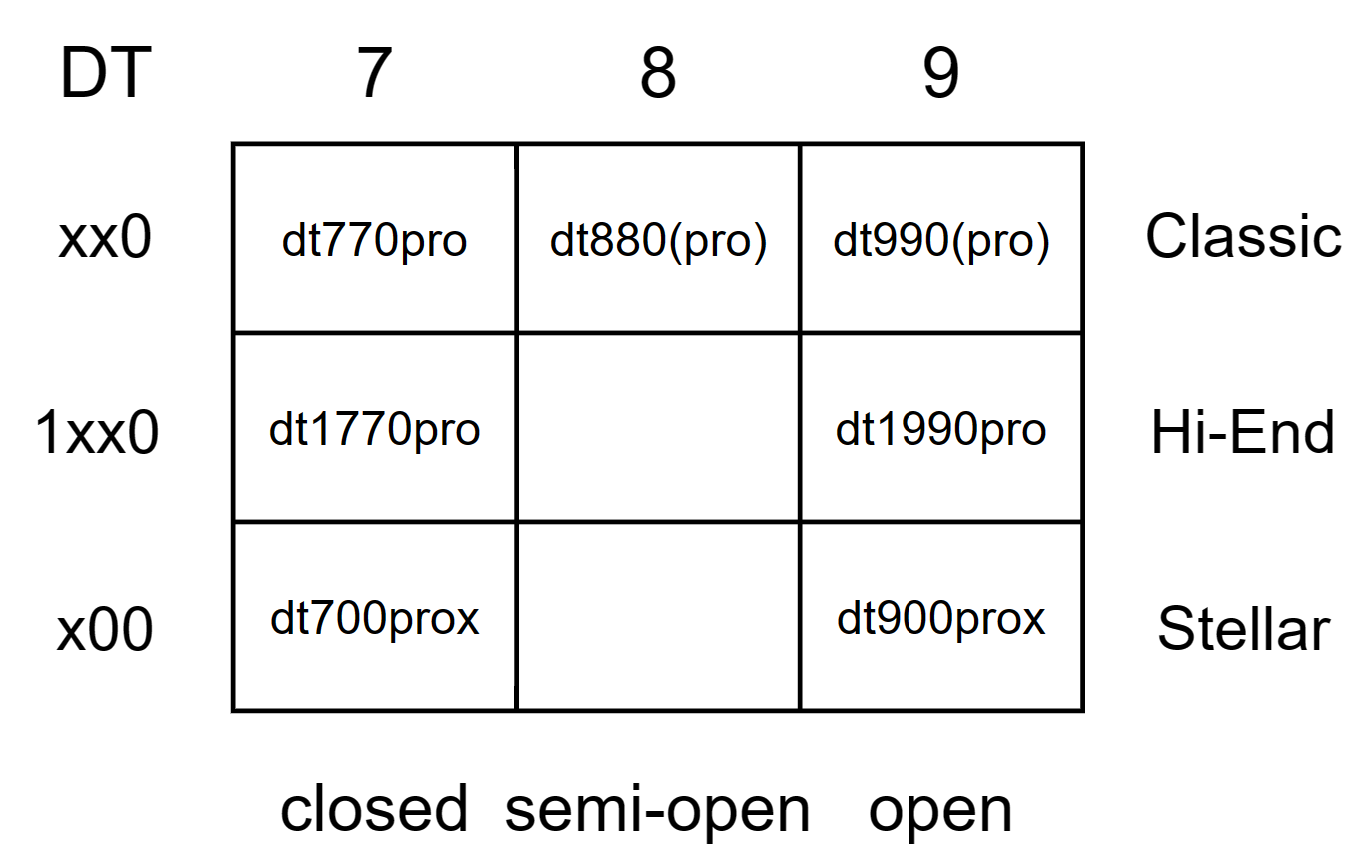 DT 7 8 9
xx0 dt770pro dt880(pro) dt990(pro) Classic
1xx0 dt1770pro dt1990pro Hi-End
x00 dt700prox dt900prox Stellar
closed semi-open open